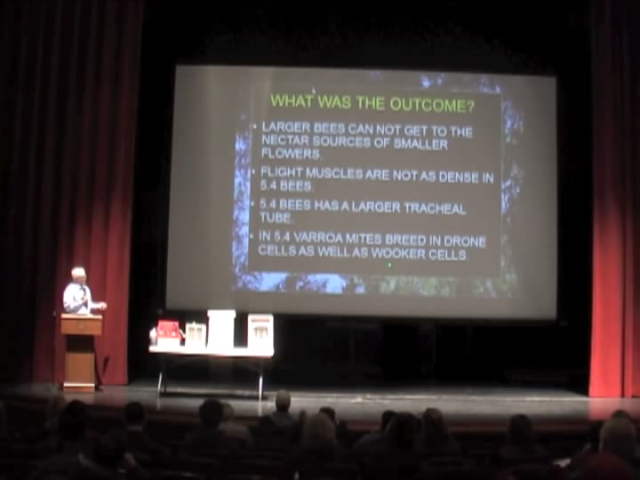 WHAT WAS THE OUTCOME?
LARGER BEES CAN NOT GET TO THE
NECTAR SOURCES OF SMALLER
FLOWERS.
FLIGHT MUSCLES ARE NOT AS DENSE IN
5.4 BEES.
5.4 BEES HAS A LARGER TRACHEAL
TUBE.
IN 5.4 VARROA MITES BREED IN DRONE
CELLS AS WELL AS WOOKER CELLS